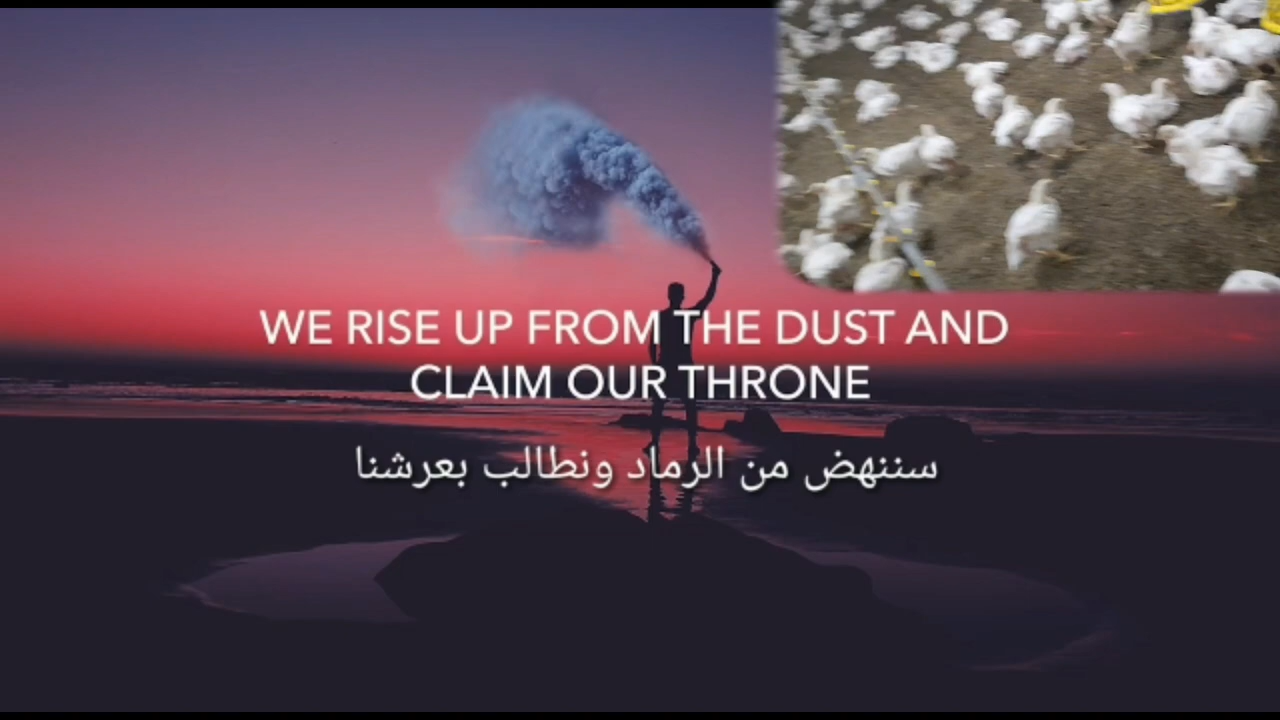 WE RISE UP FROM THE DUST AND
CLAIM OUR THRONE
سننهض من الرماد ونطالب بعرشنا